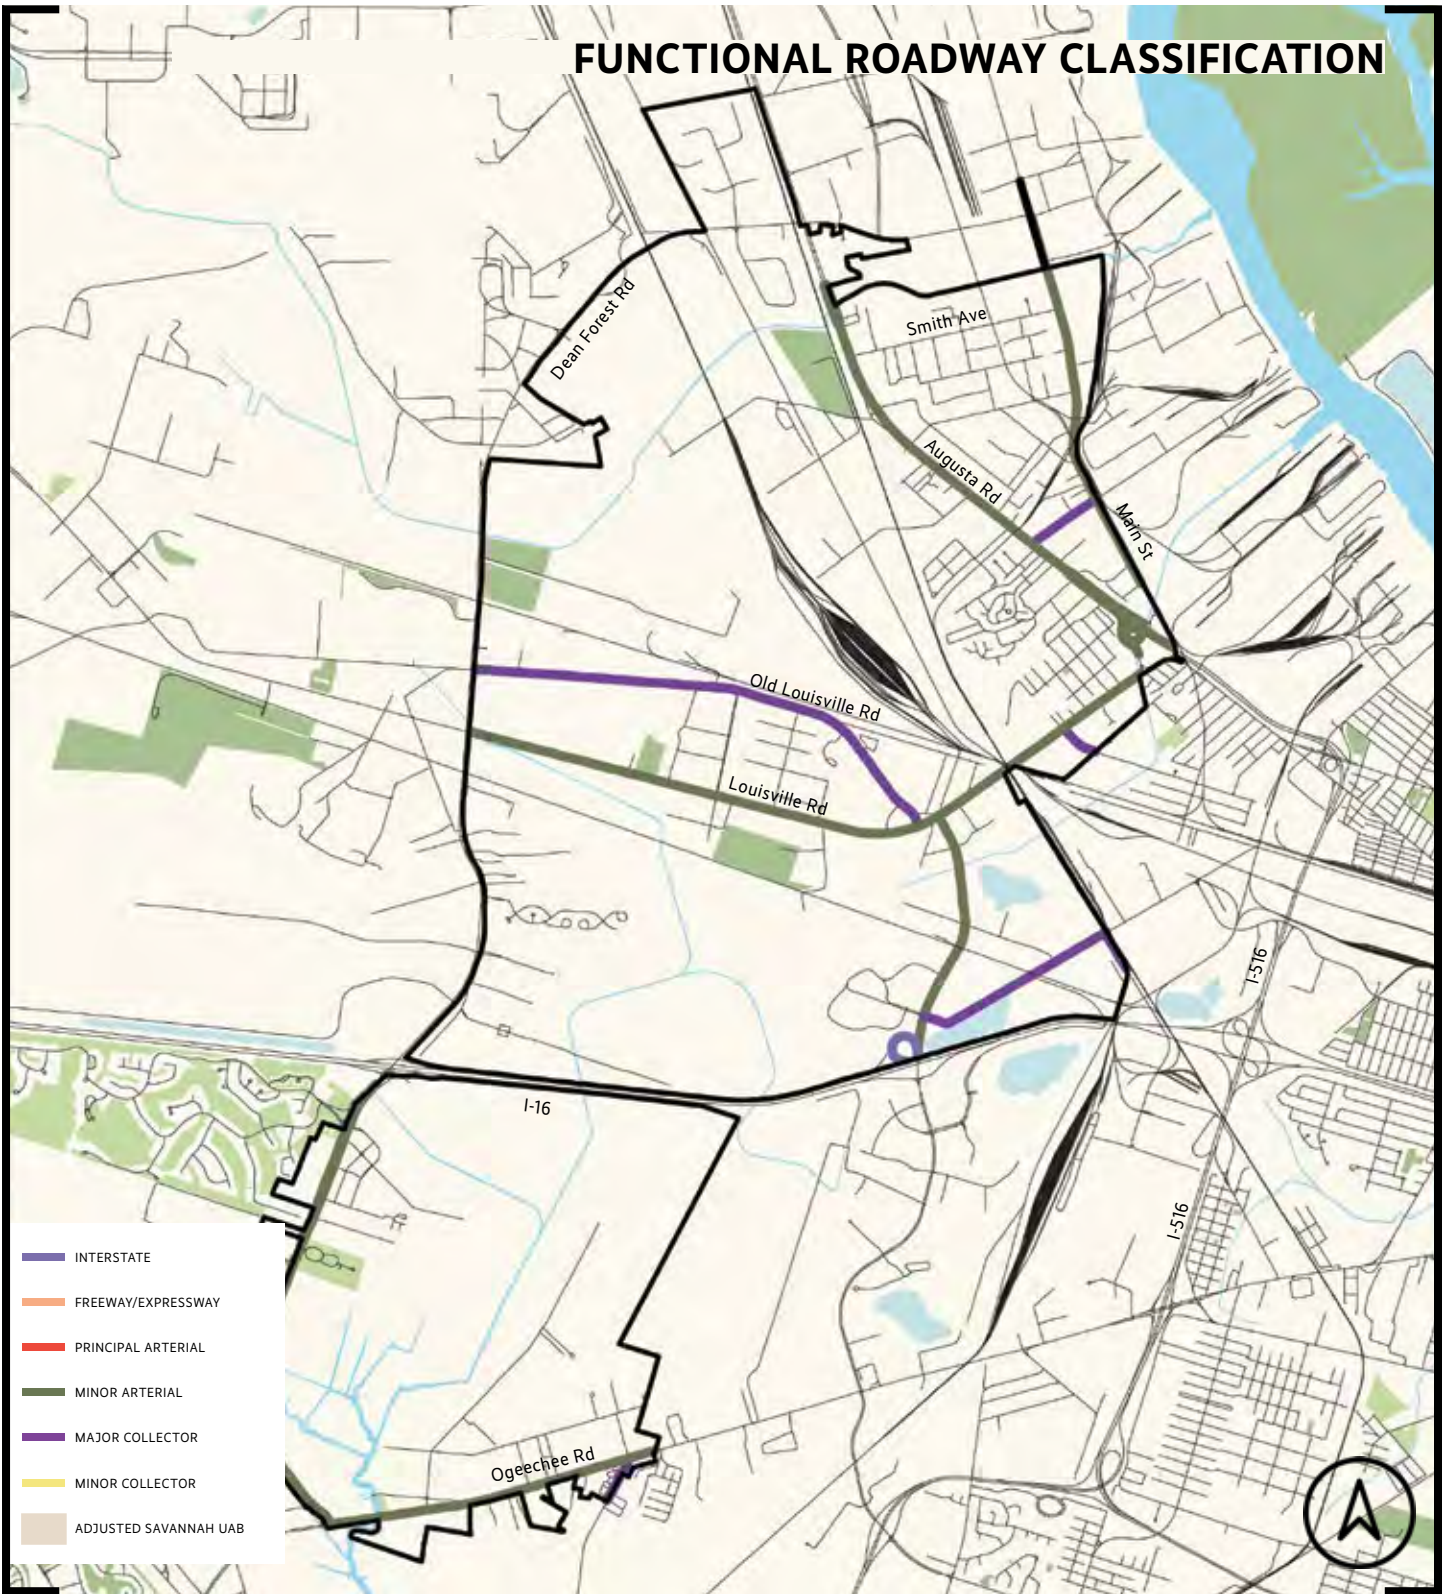 FUNCTIONAL ROADWAY CLASSIFICATION
Dean Forest Rd
Smith Ave
Augusta Rd
Main St
Old Louisville Rd
Louisville Rd
I-516
I-16
I-516
Ogeechee Rd
INTERSTATE
FREEWAY/EXPRESSWAY
PRINCIPAL ARTERIAL
MINOR ARTERIAL
MAJOR COLLECTOR
MINOR COLLECTOR
ADJUSTED SAVANNAH UAB